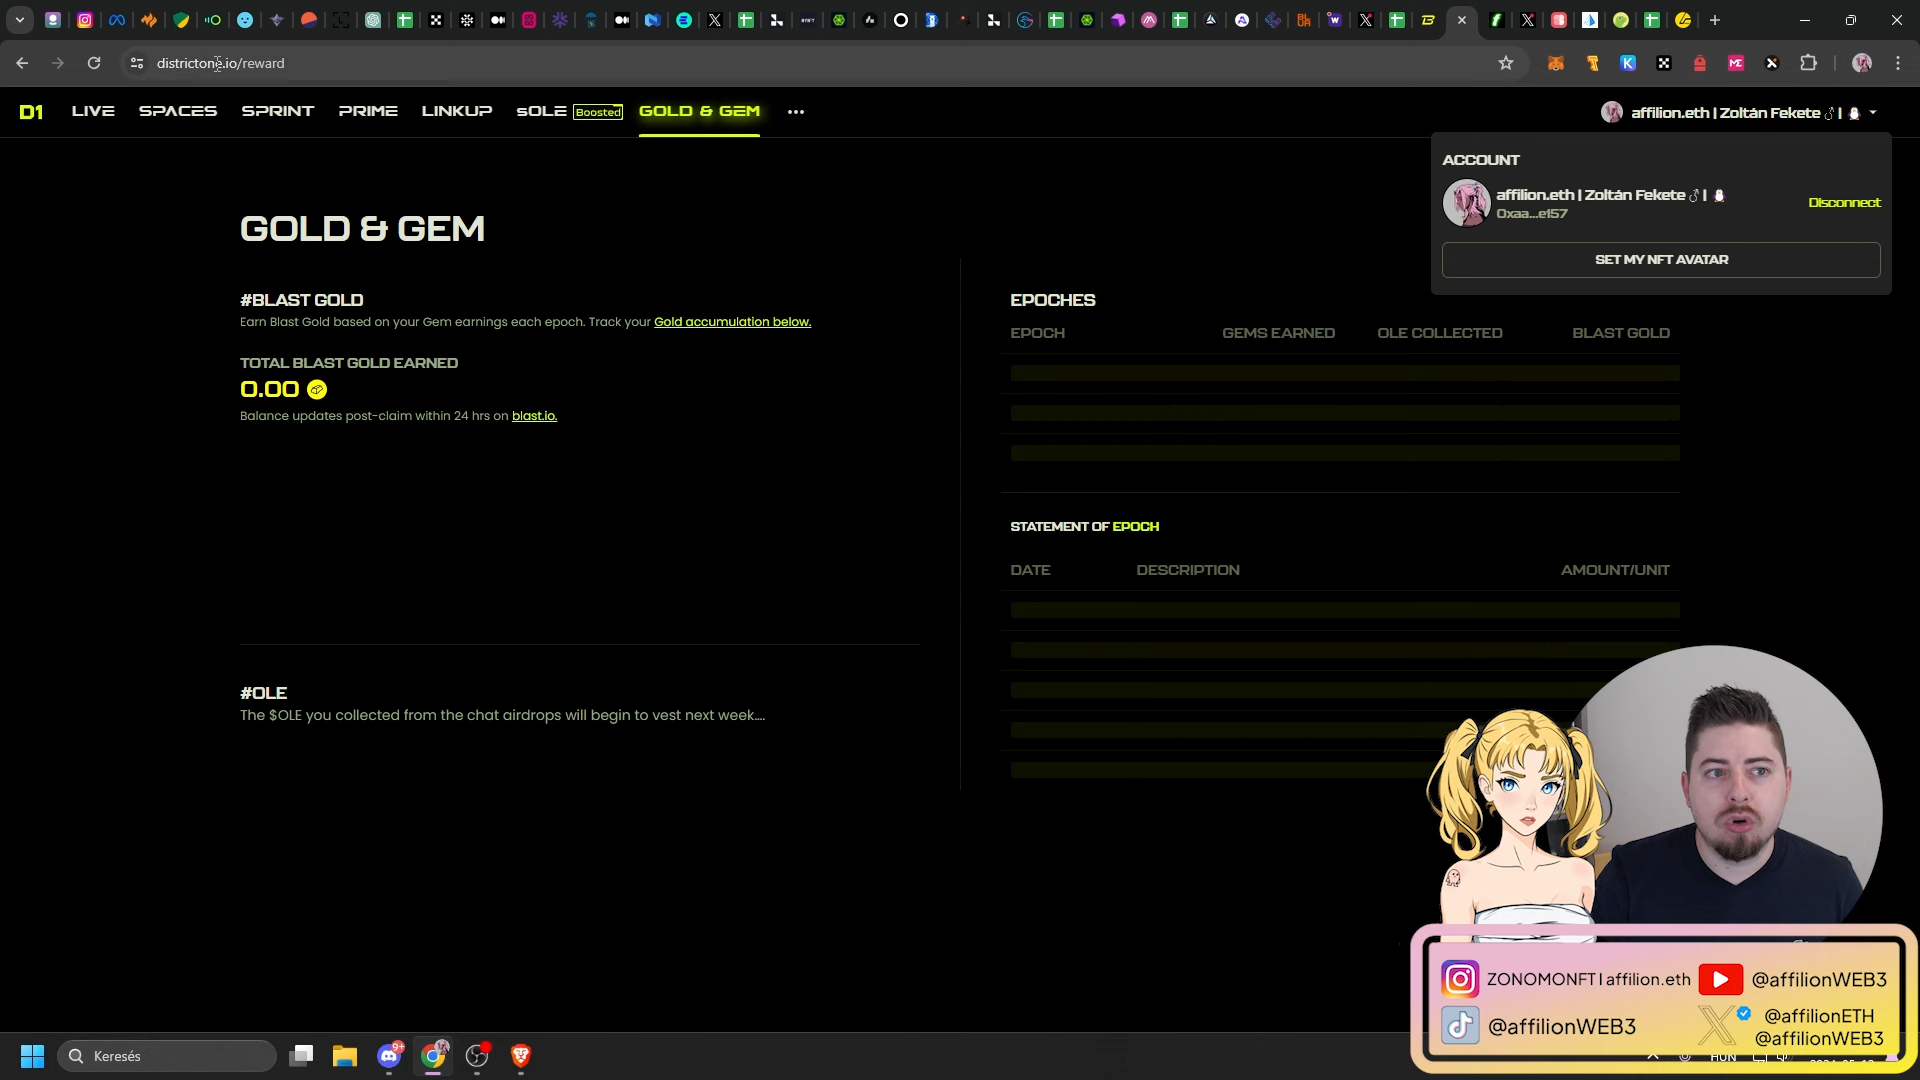 districtone.io/reward
D1 LIVE SPACES SPRINT PRIME LINKUP sOLE Boosted GOLD & GEM ...
affilion.eth | Zoltán Fekete ♂ |
ACCOUNT
affilion.eth | Zoltán Fekete ♂ |
0xaa...e157
Disconnect
SET MY NFT AVATAR
GOLD & GEM
#BLAST GOLD
Earn Blast Gold based on your Gem earnings each epoch. Track your Gold accumulation below.
TOTAL BLAST GOLD EARNED
0.00
Balance updates post-claim within 24 hrs on blast.io.
#OLE
The $OLE you collected from the chat airdrops will begin to vest next week....
EPOCHES
EPOCH GEMS EARNED OLE COLLECTED BLAST GOLD
STATEMENT OF EPOCH
DATE DESCRIPTION AMOUNT/UNIT
ZONOMONFT | affilion.eth
@affilionWEB3
@affilionWEB3
@affilionETH
@affilionWEB3
Keresés
9+
HUN